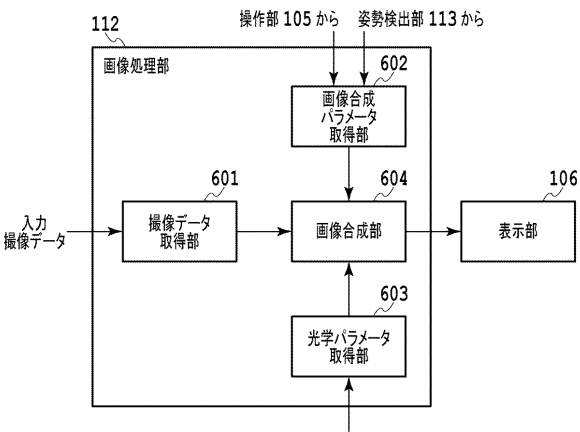 操作部 105 から 姿勢検出部 113 から
112
画像処理部
602
画像合成
パラメータ
取得部
601
604
106
入力
撮像データ
撮像データ
取得部
画像合成部
表示部
603
光学パラメータ
取得部